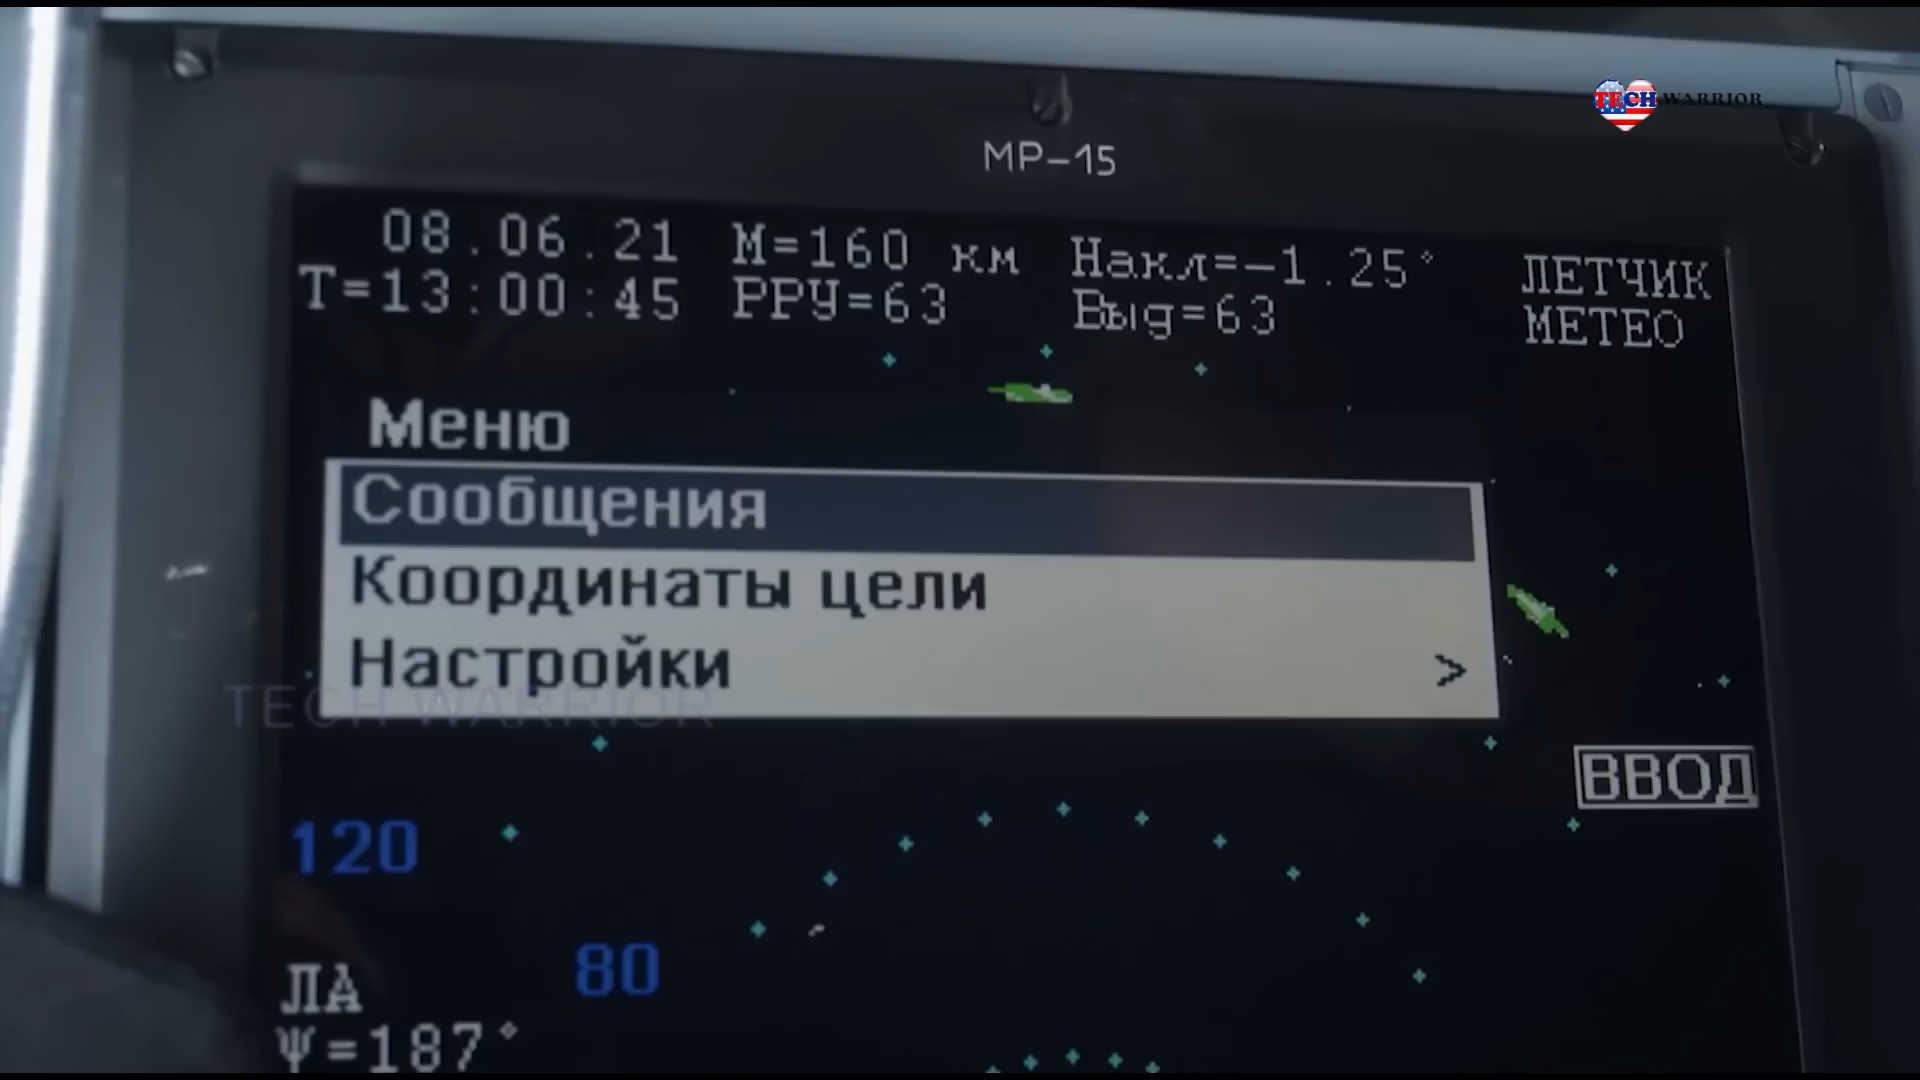 TECH WARRIOR
МР-15
08.06.21 М=160 км Накл=-1.25° ЛЕТЧИК
Т=13:00:45 РРУ=63 Выд=63 МЕТЕО
Меню
Сообщения
Координаты цели
Настройки >
TECH WARRIOR
ВВОД
120
80
ЛА
Ψ=187°